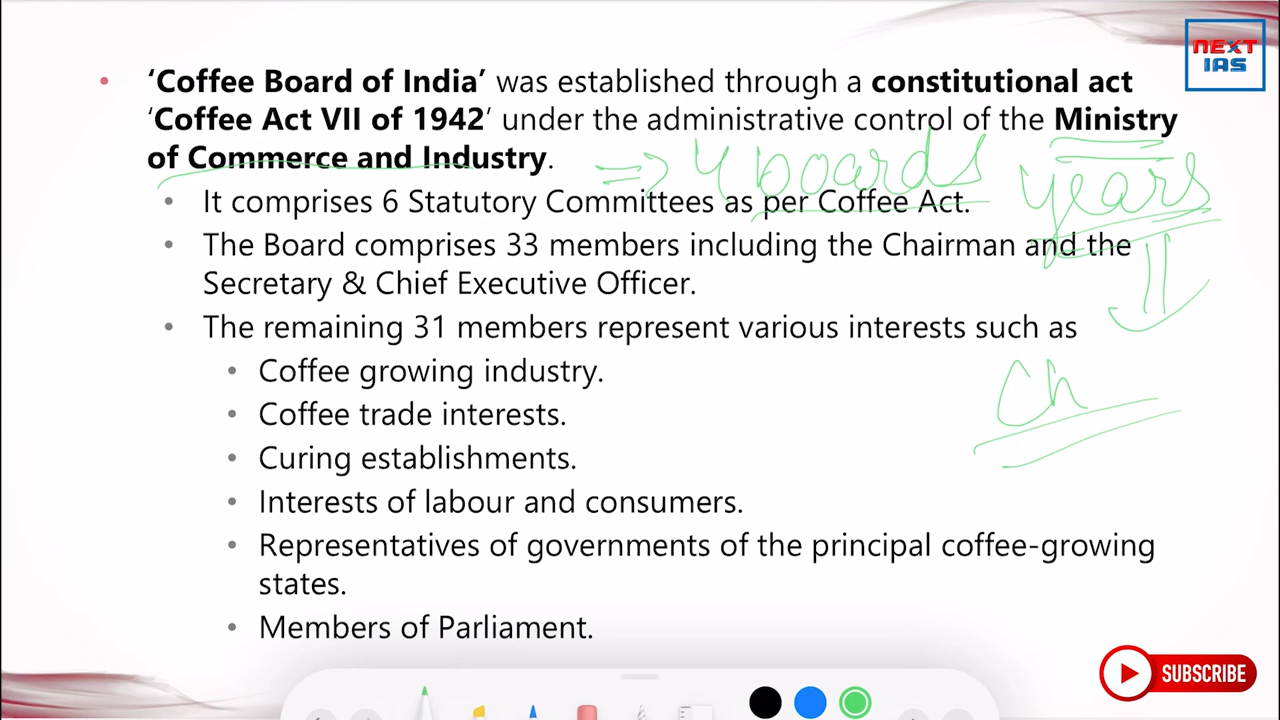 NEXT
IAS
• 'Coffee Board of India' was established through a constitutional act
'Coffee Act VII of 1942' under the administrative control of the Ministry
of Commerce and Industry.
=> 4 boards years
• It comprises 6 Statutory Committees as per Coffee Act.
• The Board comprises 33 members including the Chairman and the
Secretary & Chief Executive Officer.
• The remaining 31 members represent various interests such as
• Coffee growing industry.
Ch
• Coffee trade interests.
• Curing establishments.
• Interests of labour and consumers.
• Representatives of governments of the principal coffee-growing
states.
• Members of Parliament.
SUBSCRIBE